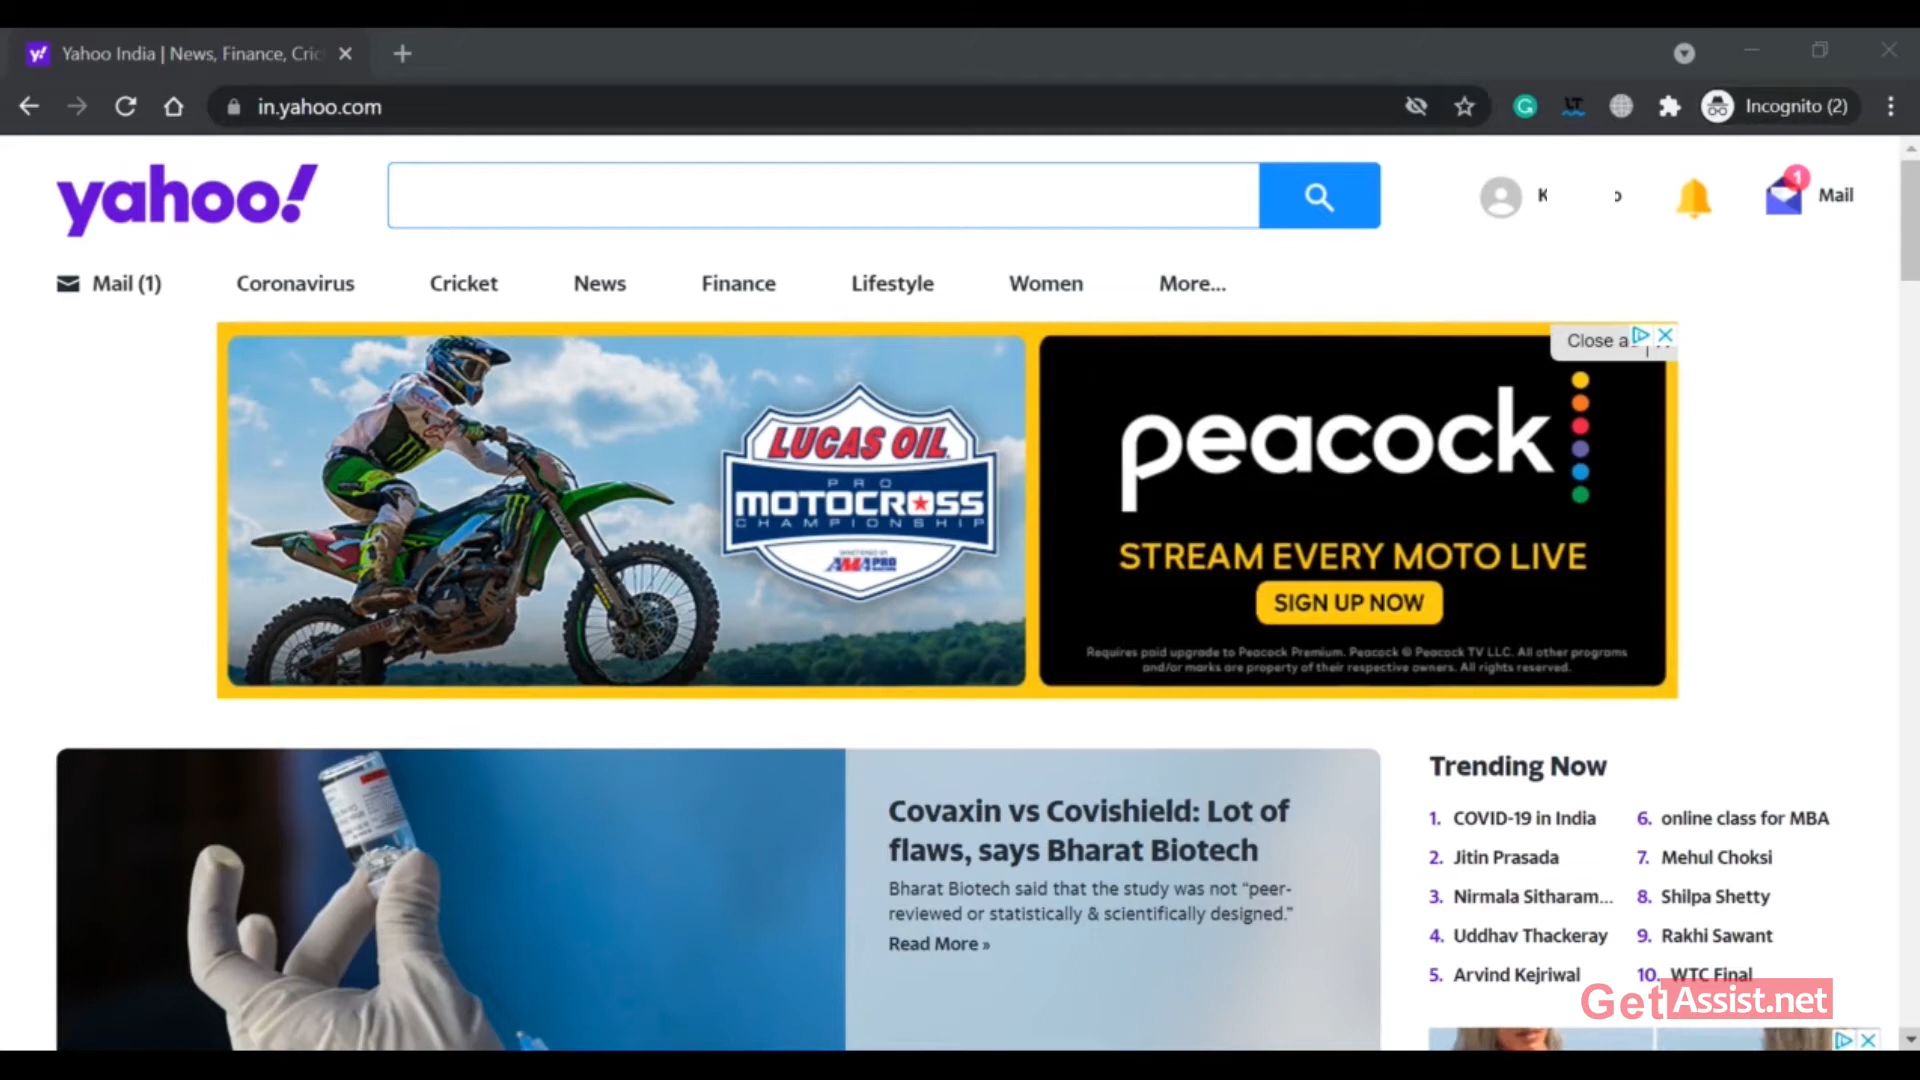 y! Yahoo India | News, Finance, Cric
in.yahoo.com
Incognito (2)
yahoo!
K o
1
Mail
Mail (1)
Coronavirus
Cricket
News
Finance
Lifestyle
Women
More...
Close a
LUCAS OIL
PRO
MOTOCROSS
CHAMPIONSHIP
SANCTIONED BY
AMA PRO
RACING
peacock
STREAM EVERY MOTO LIVE
SIGN UP NOW
Requires paid upgrade to Peacock Premium. Peacock © Peacock TV LLC. All other programs
and/or marks are property of their respective owners. All rights reserved.
Covaxin vs Covishield: Lot of
flaws, says Bharat Biotech
Bharat Biotech said that the study was not “peer-
reviewed or statistically & scientifically designed.”
Read More »
Trending Now
1. COVID-19 in India
2. Jitin Prasada
3. Nirmala Sitharam...
4. Uddhav Thackeray
5. Arvind Kejriwal
6. online class for MBA
7. Mehul Choksi
8. Shilpa Shetty
9. Rakhi Sawant
10. WTC Final
GetAssist.net